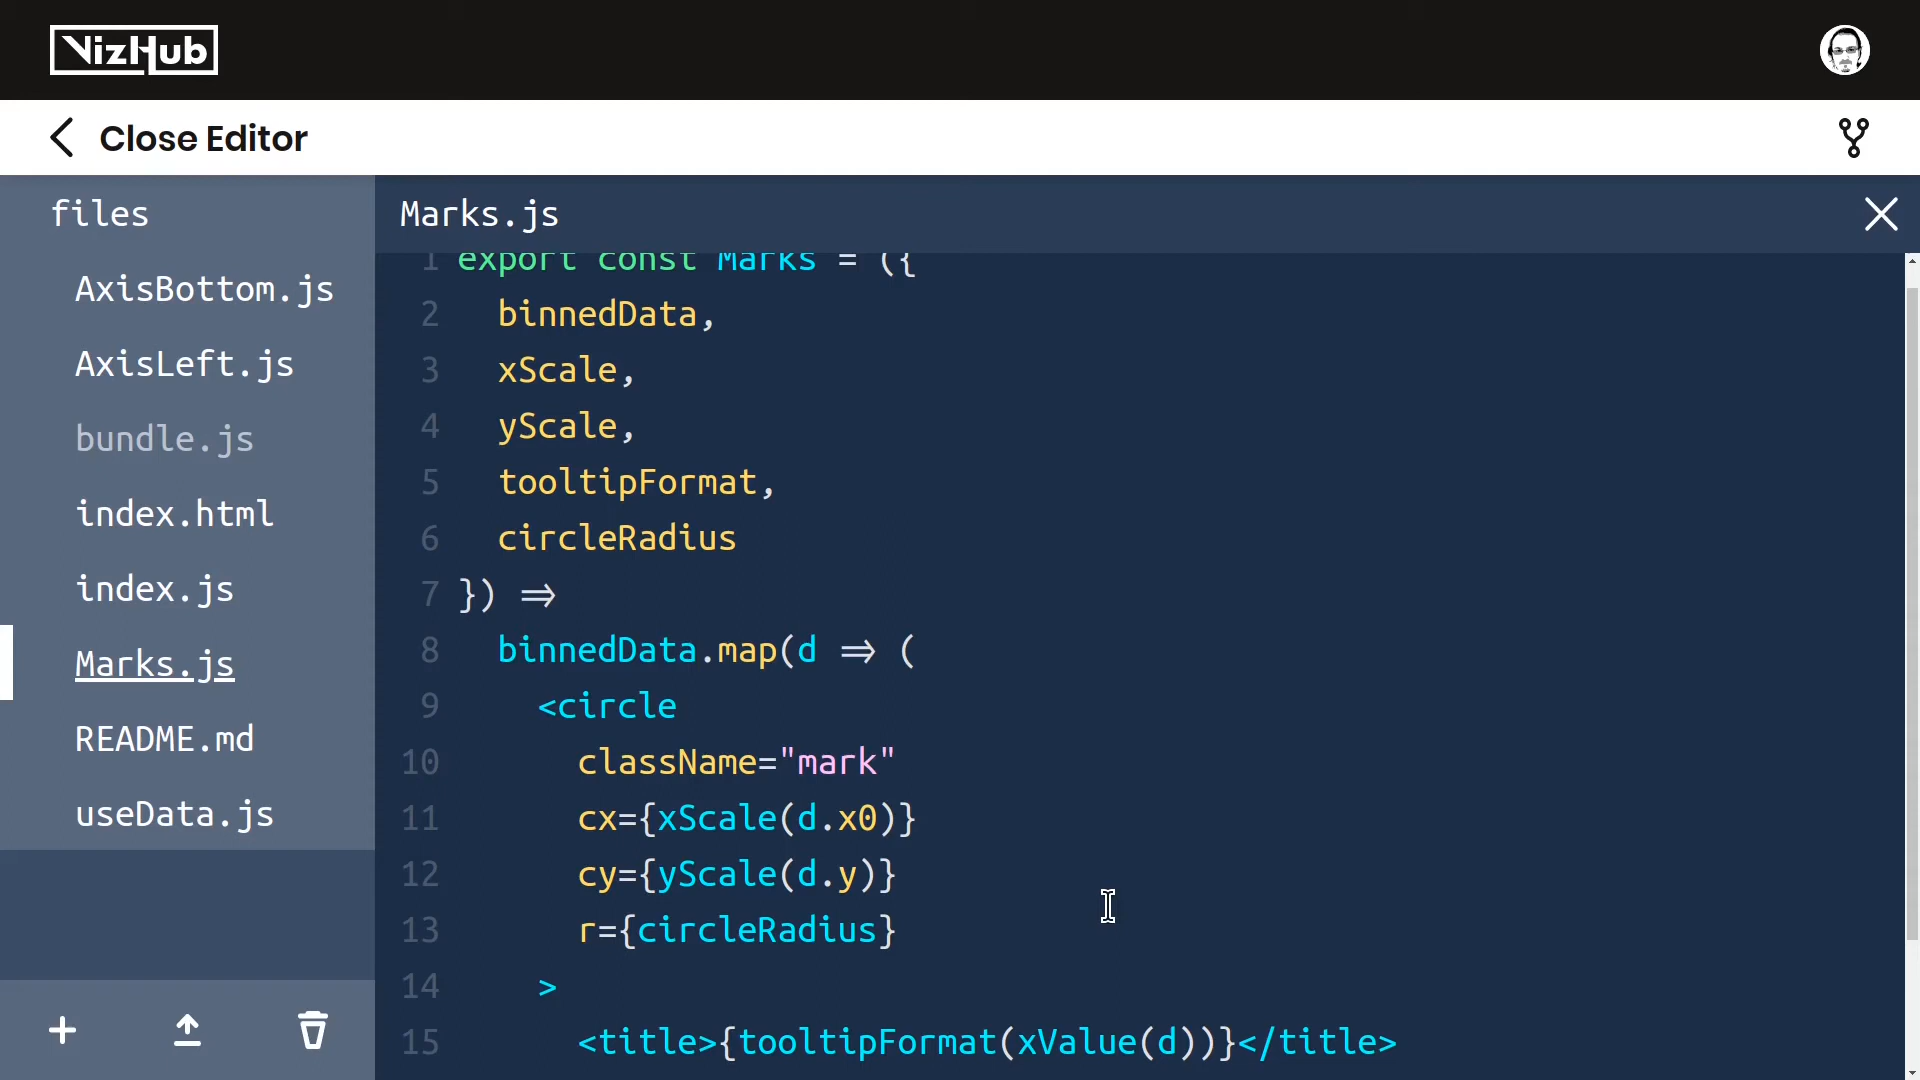 VizHub
Close Editor
files
AxisBottom.js
AxisLeft.js
bundle.js
index.html
index.js
Marks.js
README.md
useData.js
Marks.js
1 export const Marks = ({
2 binnedData,
3 xScale,
4 yScale,
5 tooltipFormat,
6 circleRadius
7 }) =>
8 binnedData.map(d => (
9 <circle
10 className="mark"
11 cx={xScale(d.x0)}
12 cy={yScale(d.y)}
13 r={circleRadius}
14 >
15 <title>{tooltipFormat(xValue(d))}</title>